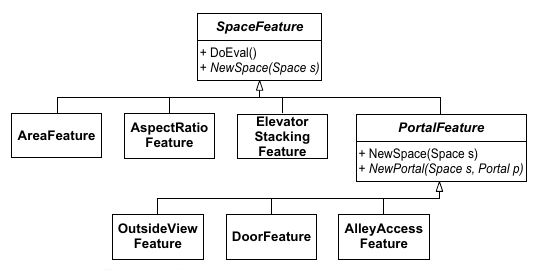 SpaceFeature
+ DoEval()
+ NewSpace(Space s)
AreaFeature
AspectRatio
Feature
Elevator
Stacking
Feature
PortalFeature
+ NewSpace(Space s)
+ NewPortal(Space s, Portal p)
OutsideView
Feature
DoorFeature
AlleyAccess
Feature